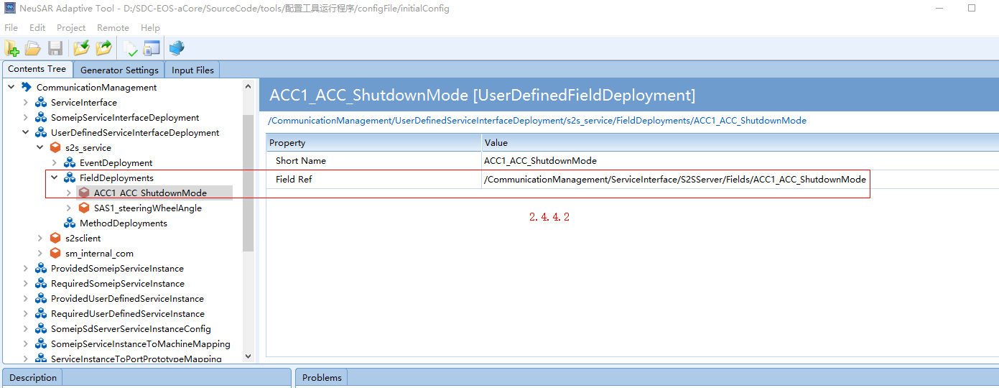 NeuSAR Adaptive Tool - D:/SDC-EOS-aCore/SourceCode/tools/配置工具运行程序/configFile/initialConfig
File Edit Project Remote Help
Contents Tree Generator Settings Input Files
CommunicationManagement
ServiceInterface
SomeipServiceInterfaceDeployment
UserDefinedServiceInterfaceDeployment
s2s_service
EventDeployment
FieldDeployments
ACC1_ACC_ShutdownMode
SAS1_steeringWheelAngle
MethodDeployments
s2sclient
sm_internal_com
ProvidedSomeipServiceInstance
RequiredSomeipServiceInstance
ProvidedUserDefinedServiceInstance
RequiredUserDefinedServiceInstance
SomeipSdServerServiceInstanceConfig
SomeipServiceInstanceToMachineMapping
ServiceInstanceToPortPrototypeMapping
ACC1_ACC_ShutdownMode [UserDefinedFieldDeployment]
/CommunicationManagement/UserDefinedServiceInterfaceDeployment/s2s_service/FieldDeployments/ACC1_ACC_ShutdownMode
Property Value
Short Name ACC1_ACC_ShutdownMode
Field Ref /CommunicationManagement/ServiceInterface/S2SServer/Fields/ACC1_ACC_ShutdownMode
2.4.4.2
Description
Problems